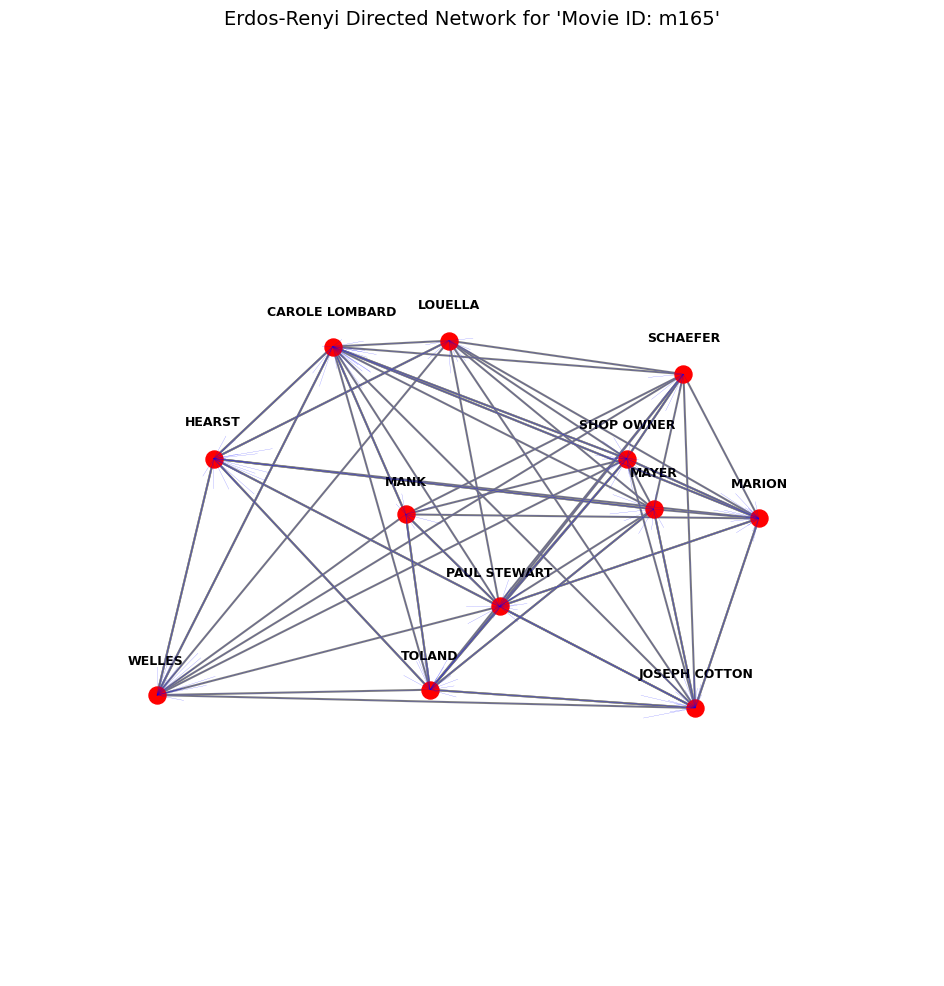 Erdos-Renyi Directed Network for 'Movie ID: m165'
LOUELLA
CAROLE LOMBARD
SCHAEFER
HEARST
SHOP OWNER
MAYER
MANK
MARION
PAUL STEWART
TOLAND
WELLES
JOSEPH COTTON